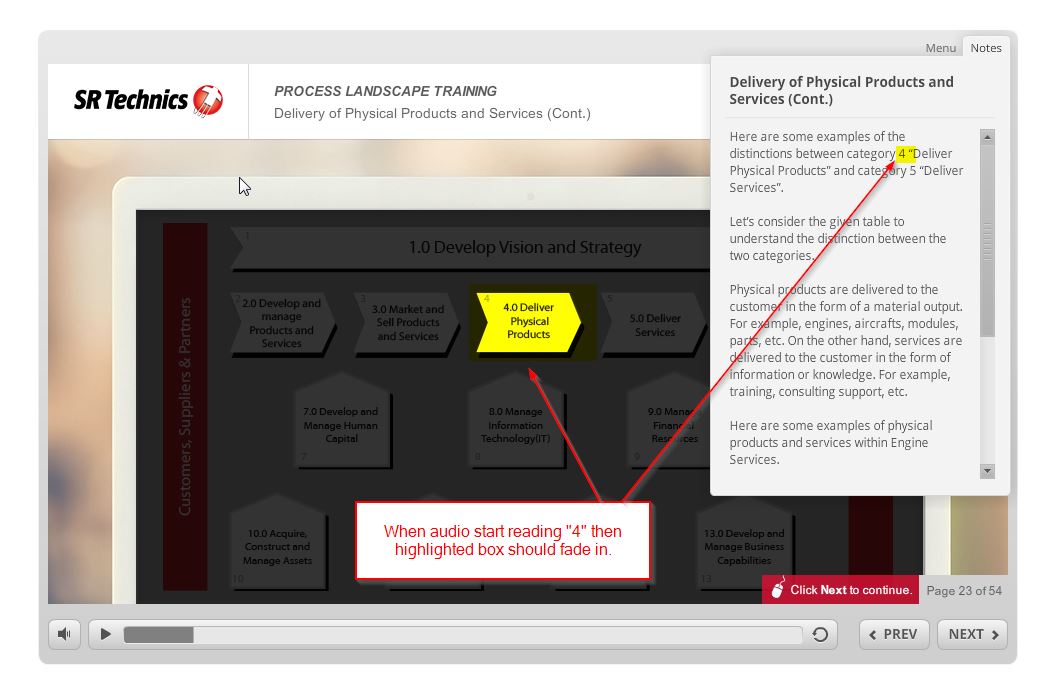 Menu Notes
SR Technics
PROCESS LANDSCAPE TRAINING
Delivery of Physical Products and Services (Cont.)
Delivery of Physical Products and
Services (Cont.)
Here are some examples of the
distinctions between category 4 “Deliver
Physical Products” and category 5 “Deliver
Services”.
Let’s consider the given table to
understand the distinction between the
two categories.
Physical products are delivered to the
customer in the form of a material output.
For example, engines, aircrafts, modules,
parts, etc. On the other hand, services are
delivered to the customer in the form of
information or knowledge. For example,
training, consulting support, etc.
Here are some examples of physical
products and services within Engine
Services.
Customers, Suppliers & Partners
1
1.0 Develop Vision and Strategy
2
2.0 Develop and
manage
Products and
Services
3
3.0 Market and
Sell Products
and Services
4
4.0 Deliver
Physical
Products
5
5.0 Deliver
Services
7.0 Develop and
Manage Human
Capital
7
8.0 Manage
Information
Technology(IT)
8
9.0 Manage
Financial
Resources
9
10.0 Acquire,
Construct and
Manage Assets
10
13.0 Develop and
Manage Business
Capabilities
13
When audio start reading "4" then
highlighted box should fade in.
Click Next to continue.
Page 23 of 54
PREV
NEXT